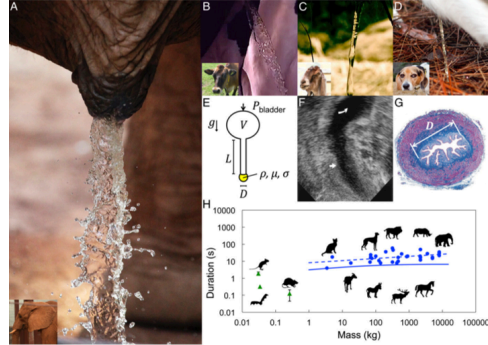 A
B
C
D
E
P bladder
g
V
L
ρ, μ, σ
D
F
G
D
H
Duration (s)
10000
1000
100
10
1
0.1
0.01
0.01 0.1 1 10 100 1000 10000
Mass (kg)